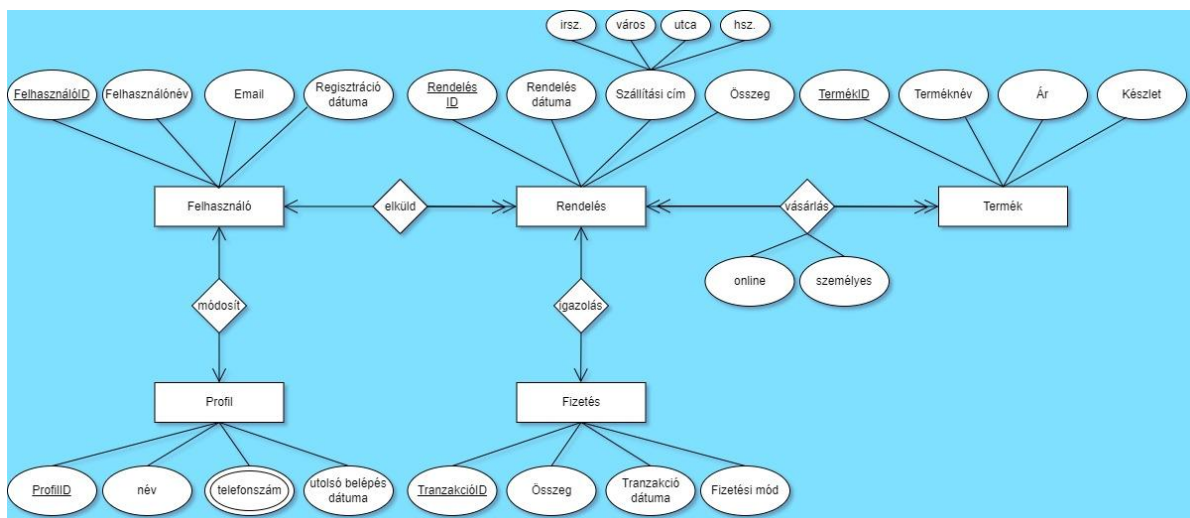 irsz.
város
utca
hsz.
FelhasználóID
Felhasználónév
Email
Regisztráció
dátuma
Rendelés
ID
Rendelés
dátuma
Szállítási cím
Összeg
TermékID
Terméknév
Ár
Készlet
Felhasználó
elküld
Rendelés
vásárlás
Termék
online
személyes
módosít
igazolás
Profil
Fizetés
ProfilID
név
telefonszám
utolsó belépés
dátuma
TranzakcióID
Összeg
Tranzakció
dátuma
Fizetési mód